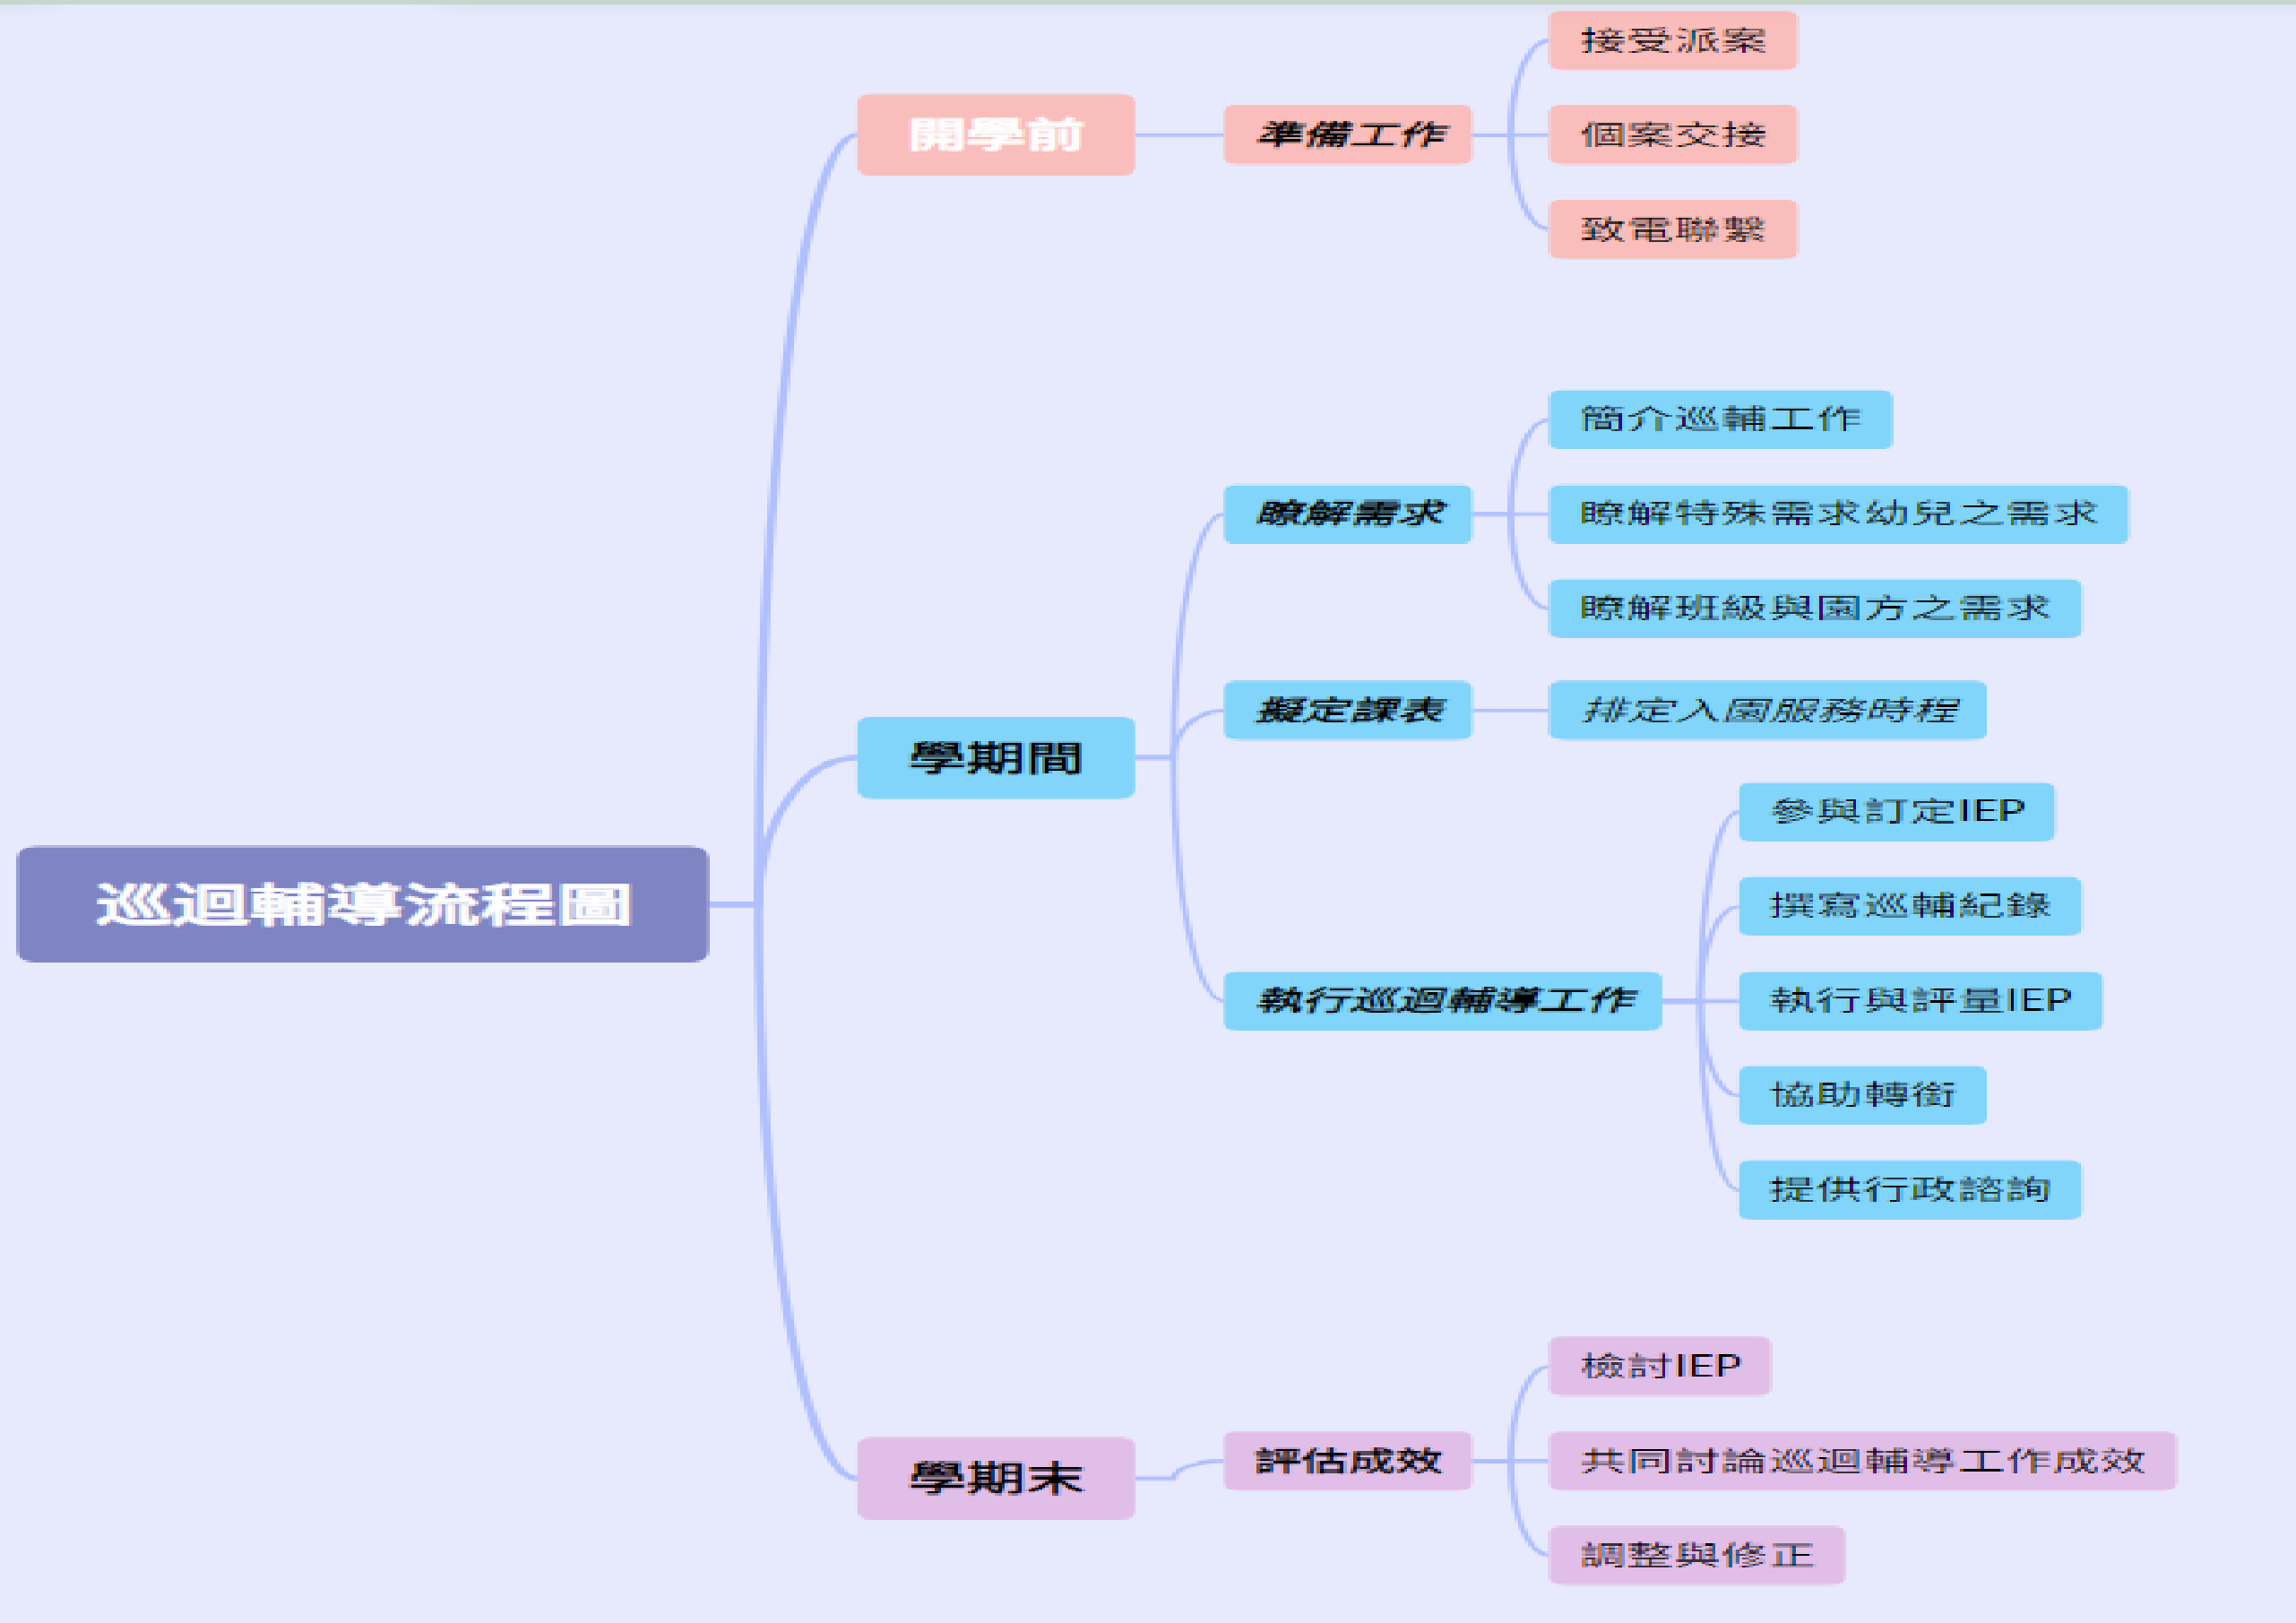 巡迴輔導流程圖
開學前
準備工作
接受派案
個案交接
致電聯繫
學期間
瞭解需求
簡介巡輔工作
瞭解特殊需求幼兒之需求
瞭解班級與園方之需求
擬定課表
排定入園服務時程
執行巡迴輔導工作
參與訂定IEP
撰寫巡輔紀錄
執行與評量IEP
協助轉銜
提供行政諮詢
學期末
評估成效
檢討IEP
共同討論巡迴輔導工作成效
調整與修正